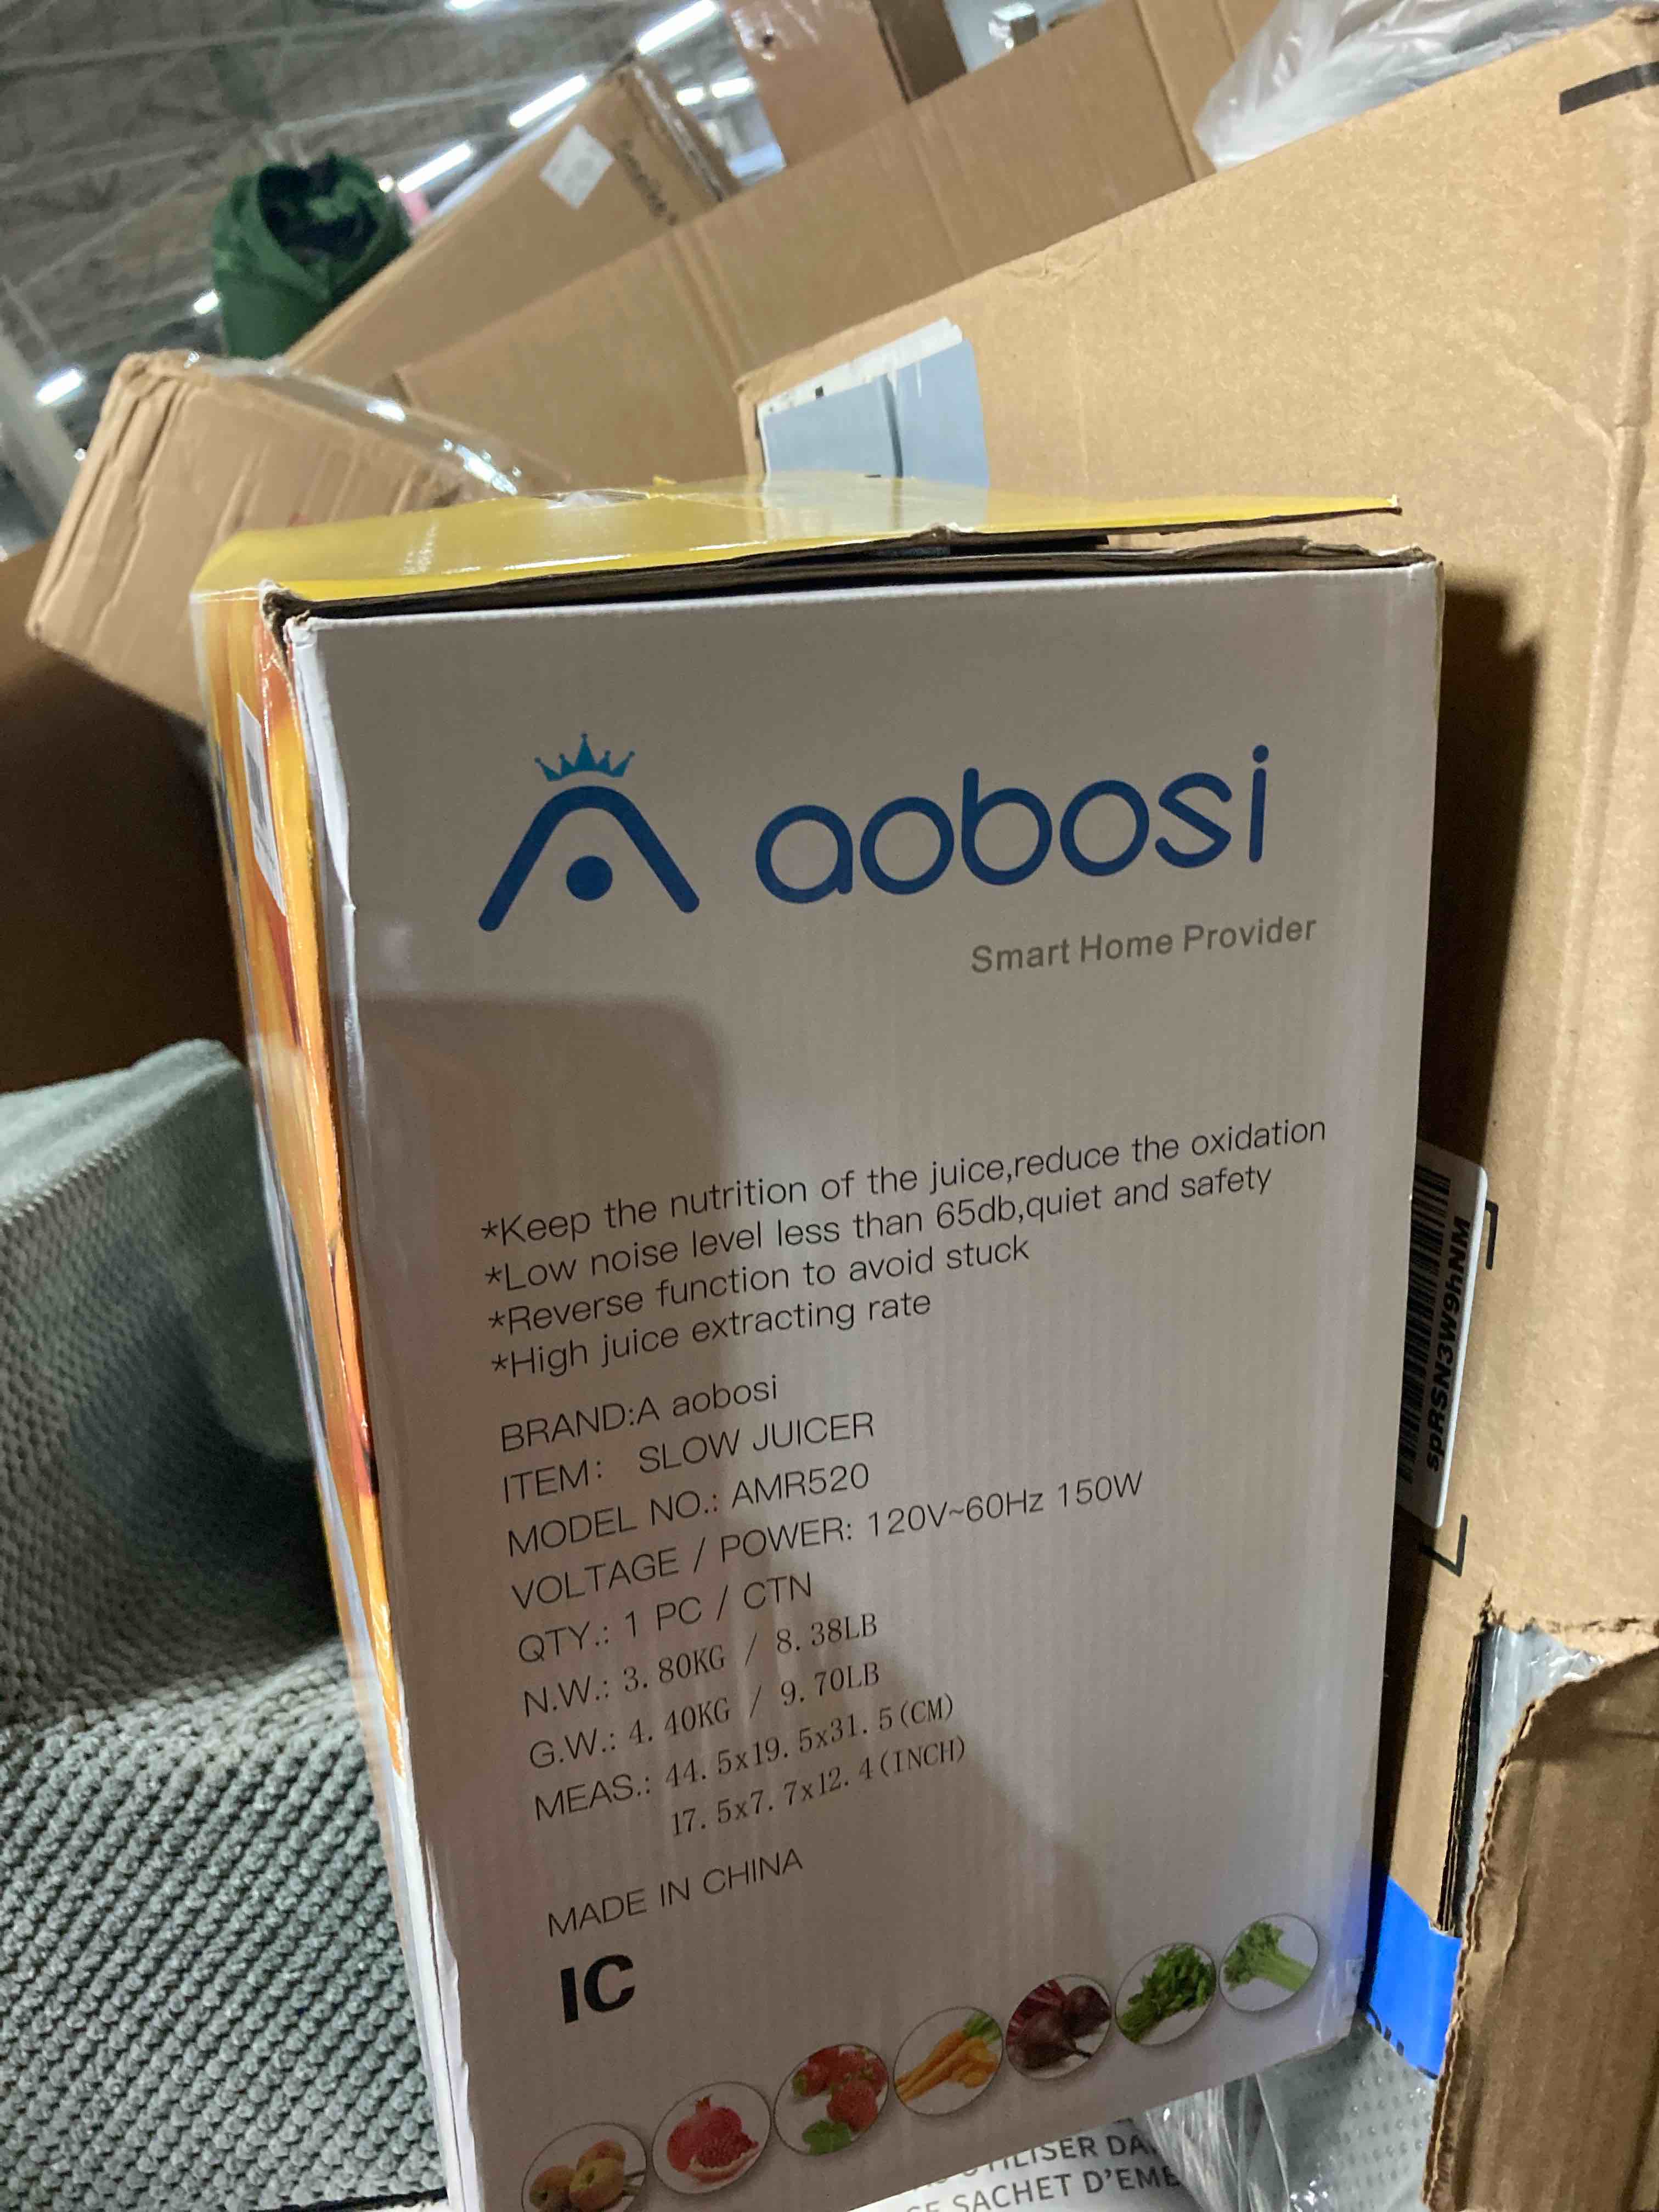 aobosi
Smart Home Provider
*Keep the nutrition of the juice,reduce the oxidation
*Low noise level less than 65db,quiet and safety
*Reverse function to avoid stuck
*High juice extracting rate
BRAND:A aobosi
ITEM: SLOW JUICER
MODEL NO.: AMR520
VOLTAGE / POWER: 120V~60Hz 150W
QTY.: 1 PC / CTN
N.W.: 3.80KG / 8.38LB
G.W.: 4.40KG / 9.70LB
MEAS.: 44.5x19.5x31.5(CM)
17.5x7.7x12.4(INCH)
MADE IN CHINA
IC
spRSN3W9hNM
SACHET D'EME